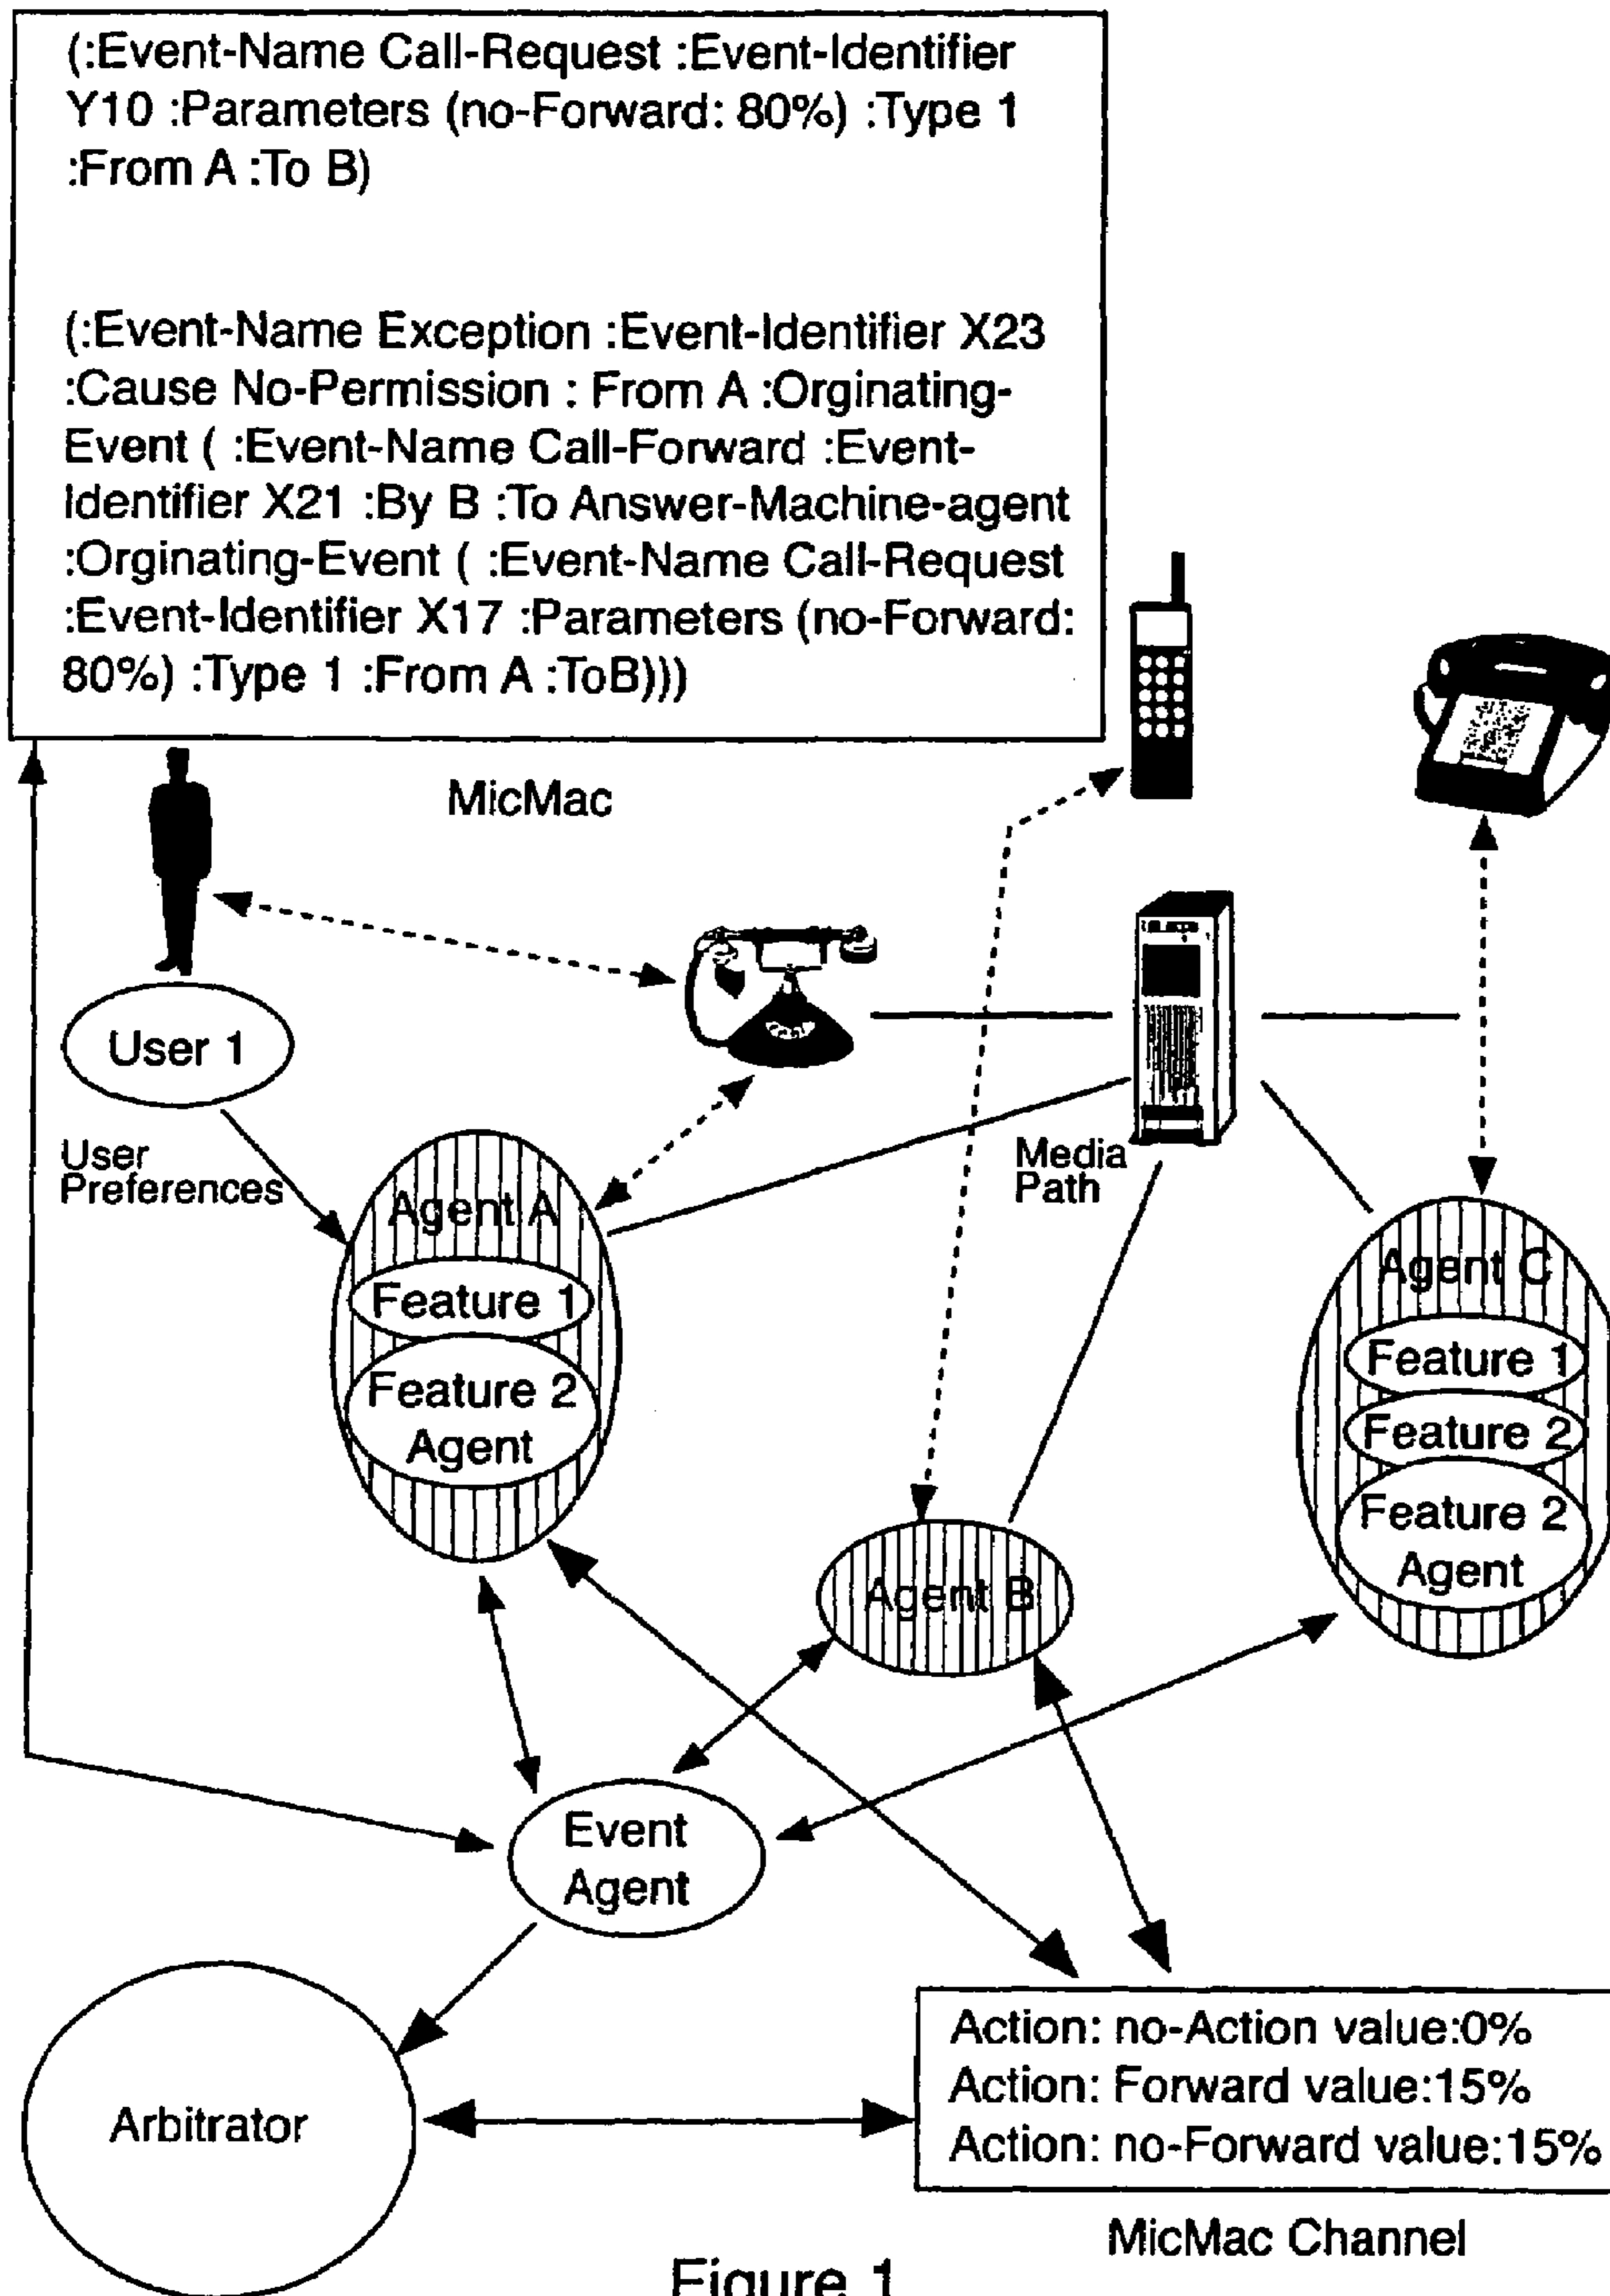 (:Event-Name Call-Request :Event-Identifier
Y10 :Parameters (no-Forward: 80%) :Type 1
:From A :To B)
(:Event-Name Exception :Event-Identifier X23
:Cause No-Permission : From A :Orginating-
Event ( :Event-Name Call-Forward :Event-
Identifier X21 :By B :To Answer-Machine-agent
:Orginating-Event ( :Event-Name Call-Request
:Event-Identifier X17 :Parameters (no-Forward:
80%) :Type 1 :From A :ToB)))
MicMac
User 1
User
Preferences
Media
Path
Agent A
Feature 1
Feature 2
Agent
Agent C
Feature 1
Feature 2
Feature 2
Agent
Agent B
Event
Agent
Arbitrator
Action: no-Action value:0%
Action: Forward value:15%
Action: no-Forward value:15%
MicMac Channel
Figure 1